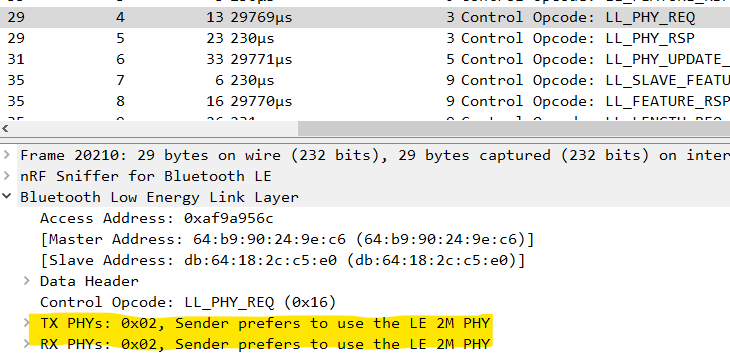 29 4 13 29769µs 3 Control Opcode: LL_PHY_REQ
29 5 23 230µs 3 Control Opcode: LL_PHY_RSP
31 6 33 29771µs 5 Control Opcode: LL_PHY_UPDATE_
35 7 6 230µs 9 Control Opcode: LL_SLAVE_FEATU
35 8 16 29770µs 9 Control Opcode: LL_FEATURE_RSP
Frame 20210: 29 bytes on wire (232 bits), 29 bytes captured (232 bits) on inter
nRF Sniffer for Bluetooth LE
Bluetooth Low Energy Link Layer
Access Address: 0xaf9a956c
[Master Address: 64:b9:90:24:9e:c6 (64:b9:90:24:9e:c6)]
[Slave Address: db:64:18:2c:c5:e0 (db:64:18:2c:c5:e0)]
Data Header
Control Opcode: LL_PHY_REQ (0x16)
TX PHYs: 0x02, Sender prefers to use the LE 2M PHY
RX PHYs: 0x02, Sender prefers to use the LE 2M PHY